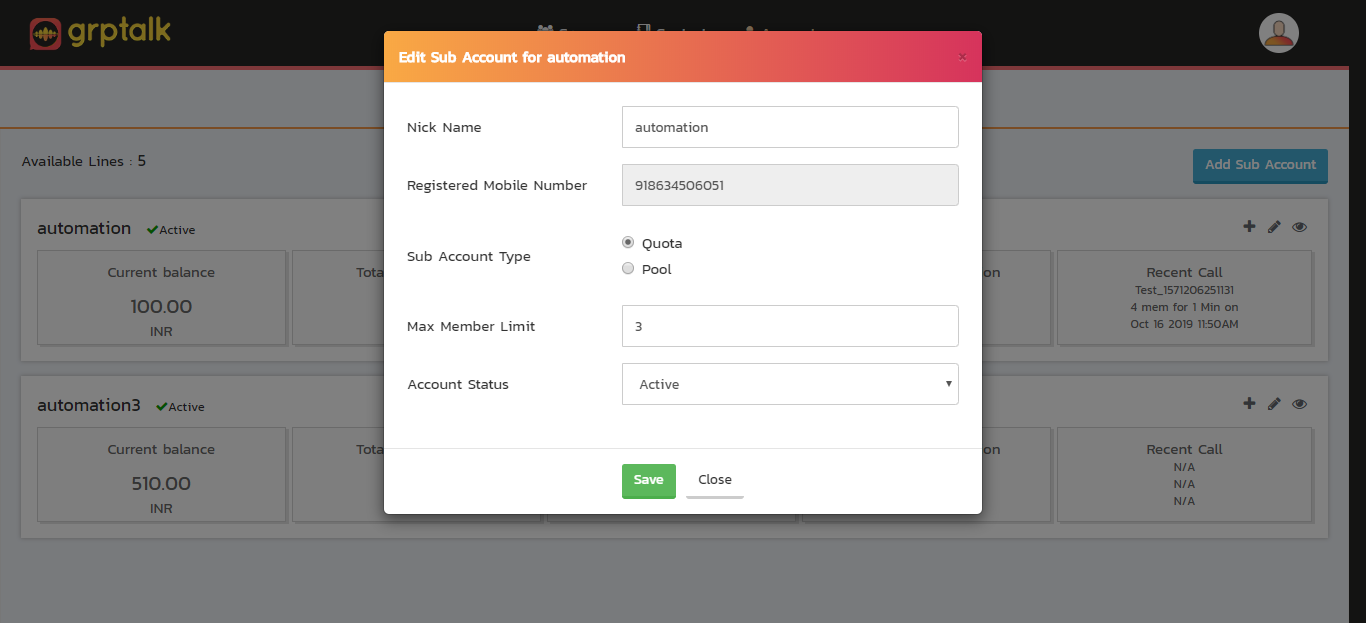 grptalk
Edit Sub Account for automation
×
Nick Name
automation
Available Lines : 5
Add Sub Account
Registered Mobile Number
918634506051
automation
Active
Sub Account Type
Quota
Pool
Current balance
100.00
INR
Tota
on
Recent Call
Test_1571206251131
4 mem for 1 Min on
Oct 16 2019 11:50AM
Max Member Limit
3
Account Status
Active
automation3
Active
Current balance
510.00
INR
Tota
on
Recent Call
N/A
N/A
N/A
Save
Close